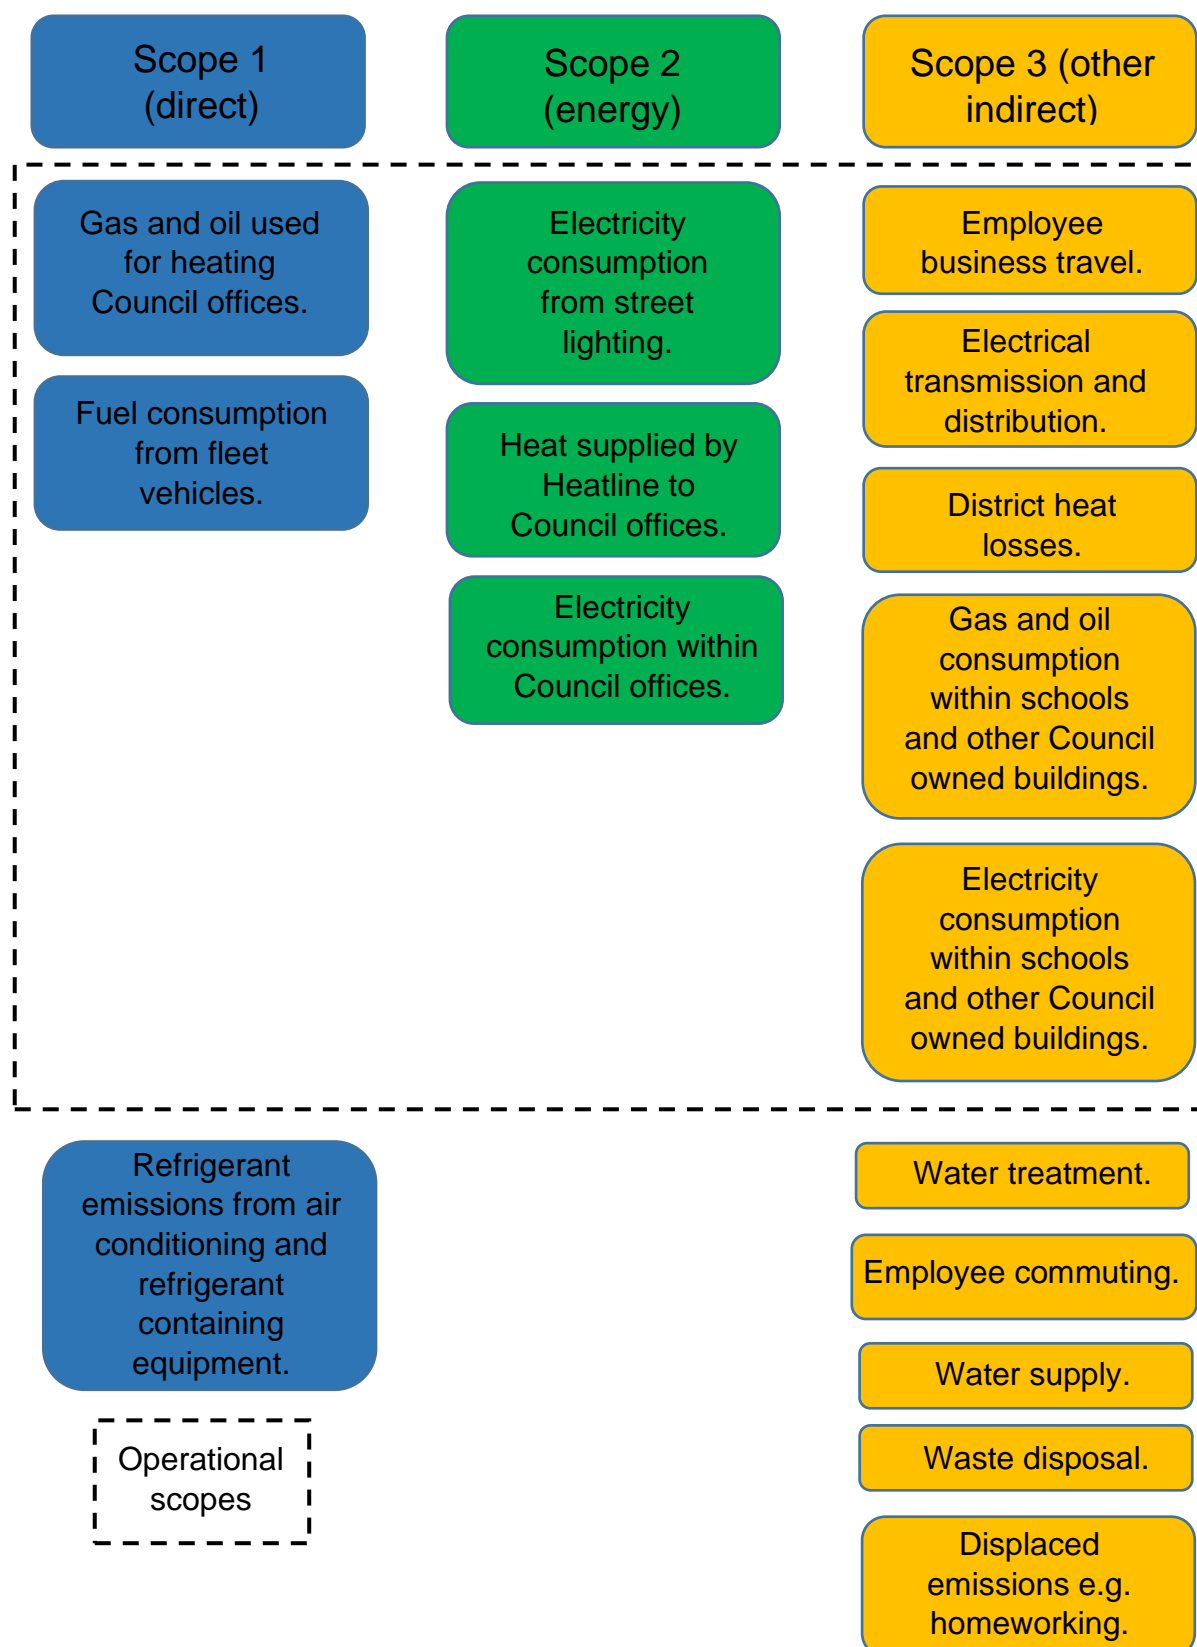 Scope 1
(direct)
Scope 2
(energy)
Scope 3 (other
indirect)
Gas and oil used
for heating
Council offices.
Fuel consumption
from fleet
vehicles.
Electricity
consumption
from street
lighting.
Heat supplied by
Heatline to
Council offices.
Electricity
consumption within
Council offices.
Employee
business travel.
Electrical
transmission and
distribution.
District heat
losses.
Gas and oil
consumption
within schools
and other Council
owned buildings.
Electricity
consumption
within schools
and other Council
owned buildings.
Refrigerant
emissions from air
conditioning and
refrigerant
containing
equipment.
Operational
scopes
Water treatment.
Employee commuting.
Water supply.
Waste disposal.
Displaced
emissions e.g.
homeworking.